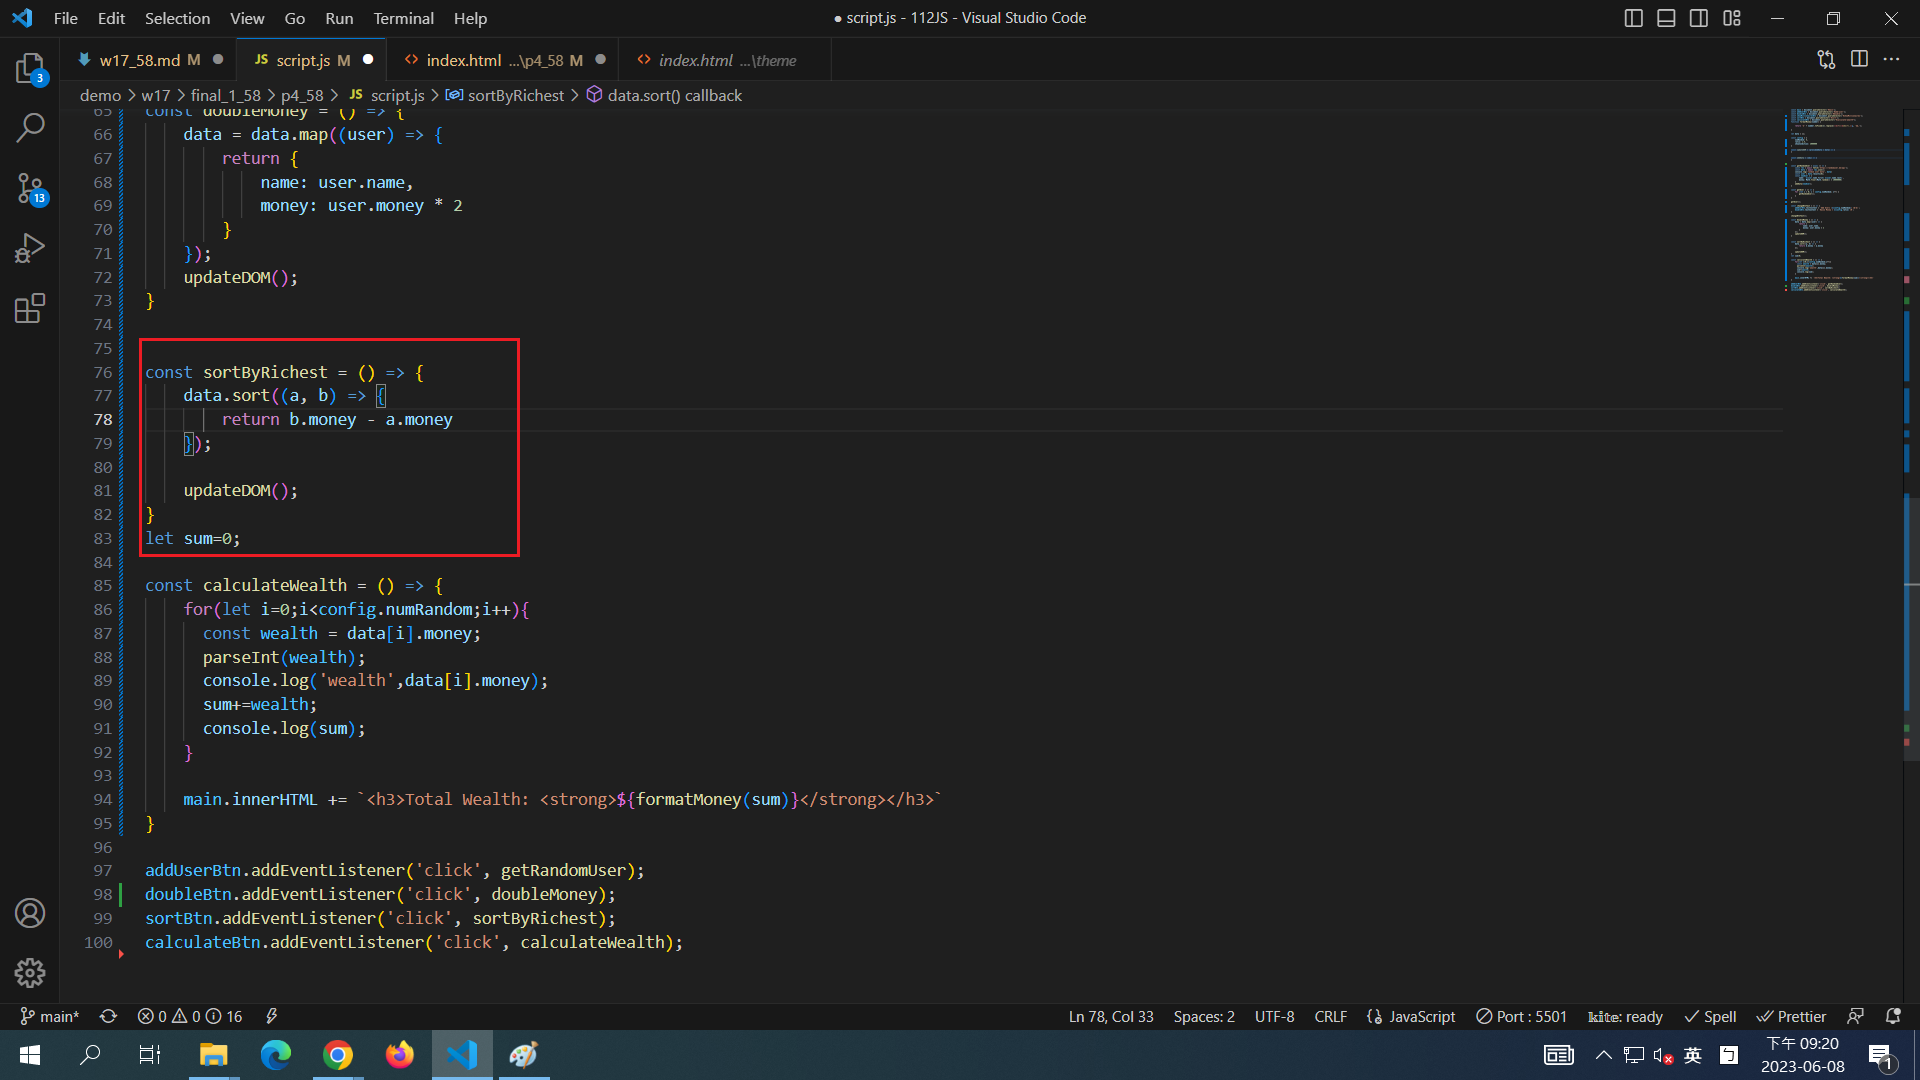 File Edit Selection View Go Run Terminal Help
● script.js - 112JS - Visual Studio Code
w17_58.md M
JS script.js M
index.html ...\p4_58 M
index.html ...\theme
demo > w17 > final_1_58 > p4_58 > JS script.js > sortByRichest > data.sort() callback
65 const doubleMoney = () => {
66 data = data.map((user) => {
67 return {
68 name: user.name,
69 money: user.money * 2
70 }
71 });
72 updateDOM();
73 }
74
75
76 const sortByRichest = () => {
77 data.sort((a, b) => {
78 return b.money - a.money
79 });
80
81 updateDOM();
82 }
83 let sum=0;
84
85 const calculateWealth = () => {
86 for(let i=0;i<config.numRandom;i++){
87 const wealth = data[i].money;
88 parseInt(wealth);
89 console.log('wealth',data[i].money);
90 sum+=wealth;
91 console.log(sum);
92 }
93
94 main.innerHTML += `<h3>Total Wealth: <strong>${formatMoney(sum)}</strong></h3>`
95 }
96
97 addUserBtn.addEventListener('click', getRandomUser);
98 doubleBtn.addEventListener('click', doubleMoney);
99 sortBtn.addEventListener('click', sortByRichest);
100 calculateBtn.addEventListener('click', calculateWealth);
3
13
main* 0 0 16
Ln 78, Col 33 Spaces: 2 UTF-8 CRLF JavaScript Port : 5501 kite: ready Spell Prettier
英
下午 09:20
2023-06-08
1